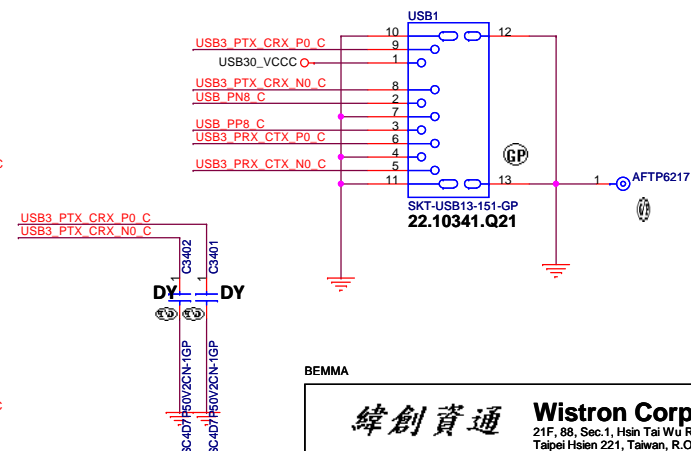 USB1
10
12
USB3_PTX_CRX_P0_C
9
USB30_VCCC
1
USB3_PTX_CRX_N0_C
8
USB_PN8_C
2
7
USB_PP8_C
3
USB3_PRX_CTX_P0_C
6
4
GP
USB3_PRX_CTX_N0_C
5
11
13
1
AFTP6217
SKT-USB13-151-GP
22.10341.Q21
USB3_PTX_CRX_P0_C
USB3_PTX_CRX_N0_C
C3402
C3401
1
1
DY
DY
SC4D7P50V2CN-1GP
SC4D7P50V2CN-1GP
BEMMA
緯創資通
Wistron Corp
21F, 88, Sec.1, Hsin Tai Wu R
Taipei Hsien 221, Taiwan, R.O